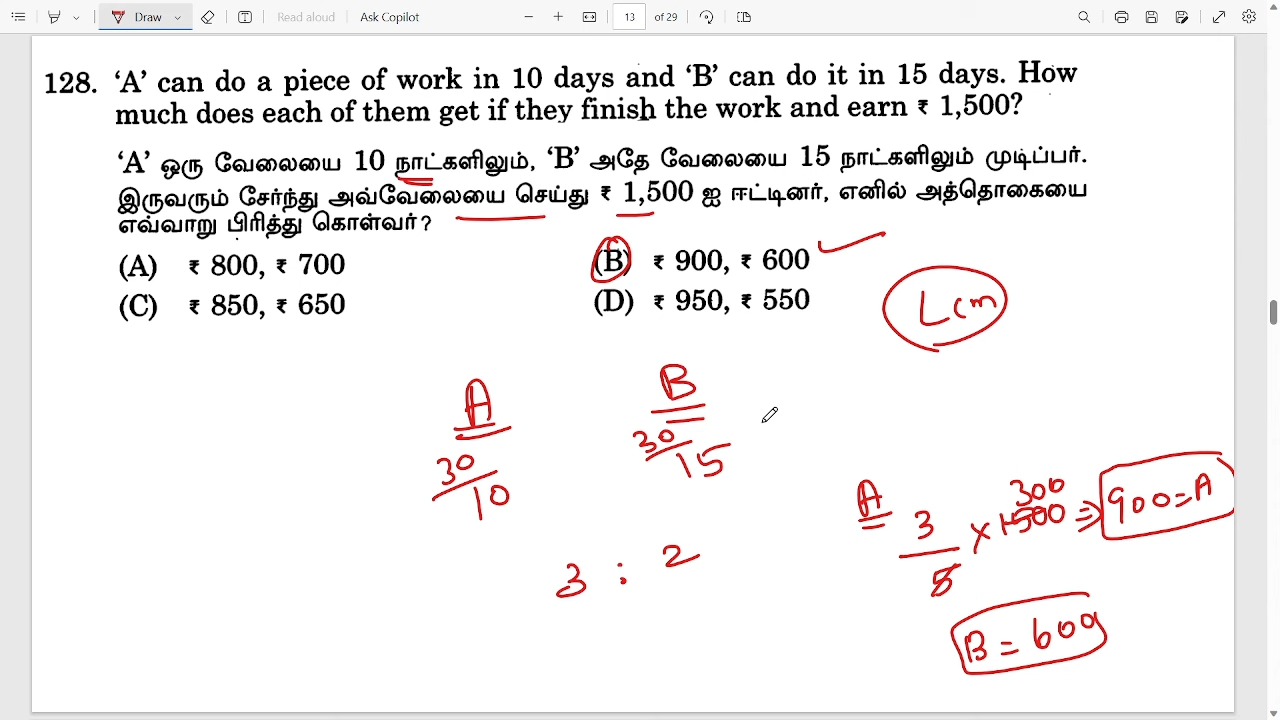 Draw
Read aloud
Ask Copilot
13
of 29
128. ‘A’ can do a piece of work in 10 days and ‘B’ can do it in 15 days. How
much does each of them get if they finish the work and earn ₹ 1,500?
‘A’ ஒரு வேலையை 10 நாட்களிலும், ‘B’ அதே வேலையை 15 நாட்களிலும் முடிப்பர்.
இருவரும் சேர்ந்து அவ்வேலையை செய்து ₹ 1,500 ஐ ஈட்டினர், எனில் அத்தொகையை
எவ்வாறு பிரித்து கொள்வர்?
(A) ₹ 800, ₹ 700
(B) ₹ 900, ₹ 600
(C) ₹ 850, ₹ 650
(D) ₹ 950, ₹ 550
Lcm
A
B
30/10
30/15
3 : 2
A
3/5 × 1500 300 ⇒ 900=A
B = 600